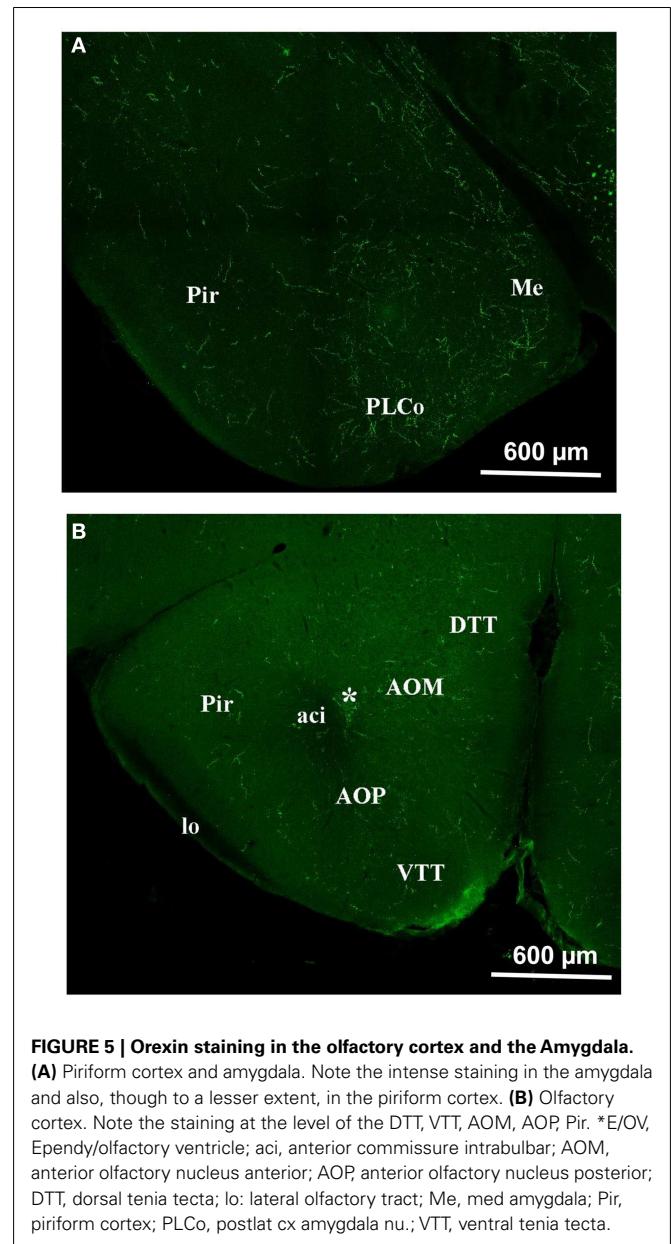 A
Pir
Me
PLCo
600 µm
B
DTT
AOM
*
Pir
aci
AOP
lo
VTT
600 µm
FIGURE 5 | Orexin staining in the olfactory cortex and the Amygdala.
(A) Piriform cortex and amygdala. Note the intense staining in the amygdala
and also, though to a lesser extent, in the piriform cortex. (B) Olfactory
cortex. Note the staining at the level of the DTT, VTT, AOM, AOP, Pir. *E/OV,
Ependy/olfactory ventricle; aci, anterior commissure intrabulbar; AOM,
anterior olfactory nucleus anterior; AOP, anterior olfactory nucleus posterior;
DTT, dorsal tenia tecta; lo: lateral olfactory tract; Me, med amygdala; Pir,
piriform cortex; PLCo, postlat cx amygdala nu.; VTT, ventral tenia tecta.